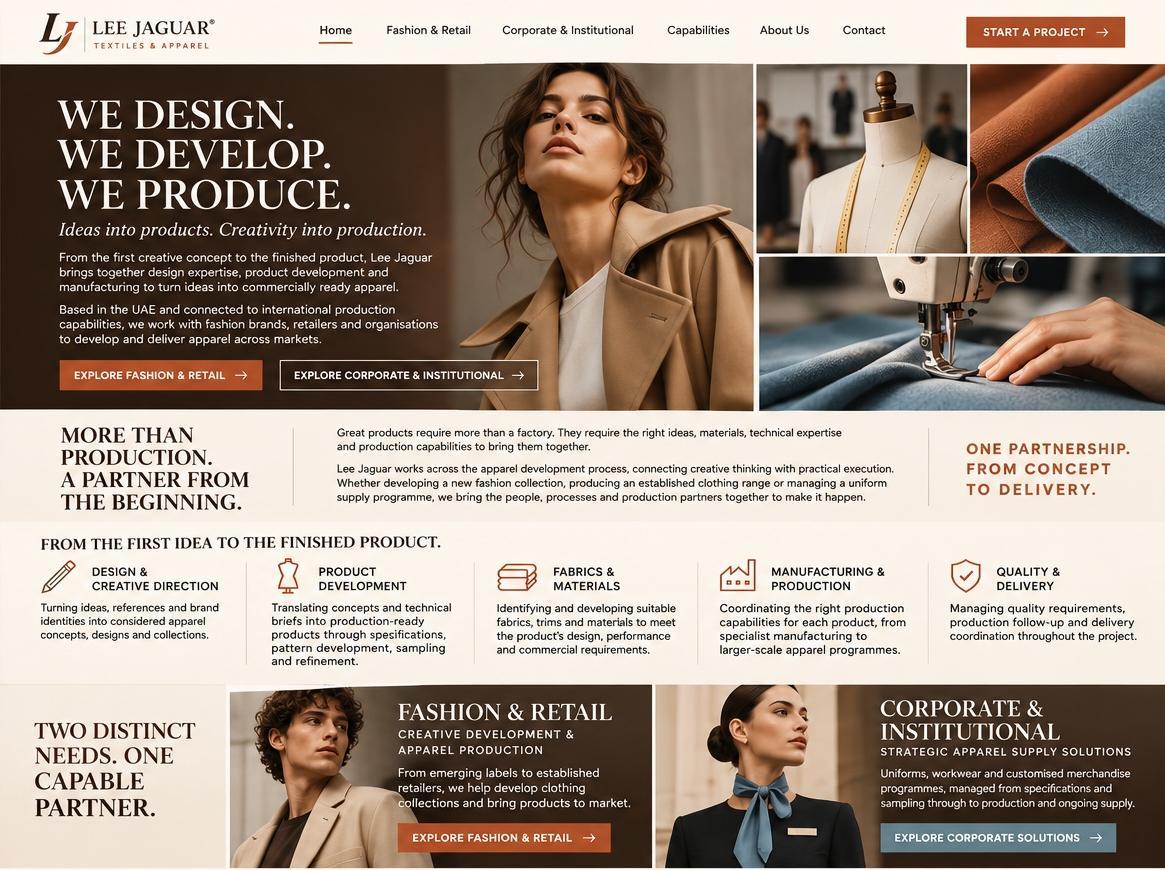 LJ
LEE JAGUAR®
TEXTILES & APPAREL
Home
Fashion & Retail
Corporate & Institutional
Capabilities
About Us
Contact
START A PROJECT →
WE DESIGN.
WE DEVELOP.
WE PRODUCE.
Ideas into products. Creativity into production.
From the first creative concept to the finished product, Lee Jaguar
brings together design expertise, product development and
manufacturing to turn ideas into commercially ready apparel.
Based in the UAE and connected to international production
capabilities, we work with fashion brands, retailers and organisations
to develop and deliver apparel across markets.
EXPLORE FASHION & RETAIL →
EXPLORE CORPORATE & INSTITUTIONAL →
MORE THAN
PRODUCTION.
A PARTNER FROM
THE BEGINNING.
Great products require more than a factory. They require the right ideas, materials, technical expertise
and production capabilities to bring them together.
Lee Jaguar works across the apparel development process, connecting creative thinking with practical execution.
Whether developing a new fashion collection, producing an established clothing range or managing a uniform
supply programme, we bring the people, processes and production partners together to make it happen.
ONE PARTNERSHIP.
FROM CONCEPT
TO DELIVERY.
FROM THE FIRST IDEA TO THE FINISHED PRODUCT.
DESIGN &
CREATIVE DIRECTION
Turning ideas, references and brand
identities into considered apparel
concepts, designs and collections.
PRODUCT
DEVELOPMENT
Translating concepts and technical
briefs into production-ready
products through spesifications,
pattern development, sampling
and refinement.
FABRICS &
MATERIALS
Identifying and developing suitable
fabrics, trims and materials to meet
the product's design, performance
and commercial requirements.
MANUFACTURING &
PRODUCTION
Coordinating the right production
capabilities for each product, from
specialist manufacturing to
larger-scale apparel programmes.
QUALITY &
DELIVERY
Managing quality requirements,
production follow-up and delivery
coordination throughout the project.
TWO DISTINCT
NEEDS. ONE
CAPABLE
PARTNER.
FASHION & RETAIL
CREATIVE DEVELOPMENT &
APPAREL PRODUCTION
From emerging labels to established
retailers, we help develop clothing
collections and bring products to market.
EXPLORE FASHION & RETAIL →
CORPORATE &
INSTITUTIONAL
STRATEGIC APPAREL SUPPLY SOLUTIONS
Uniforms, workwear and customised merchandise
programmes, managed from specifications and
sampling through to production and ongoing supply.
EXPLORE CORPORATE SOLUTIONS →